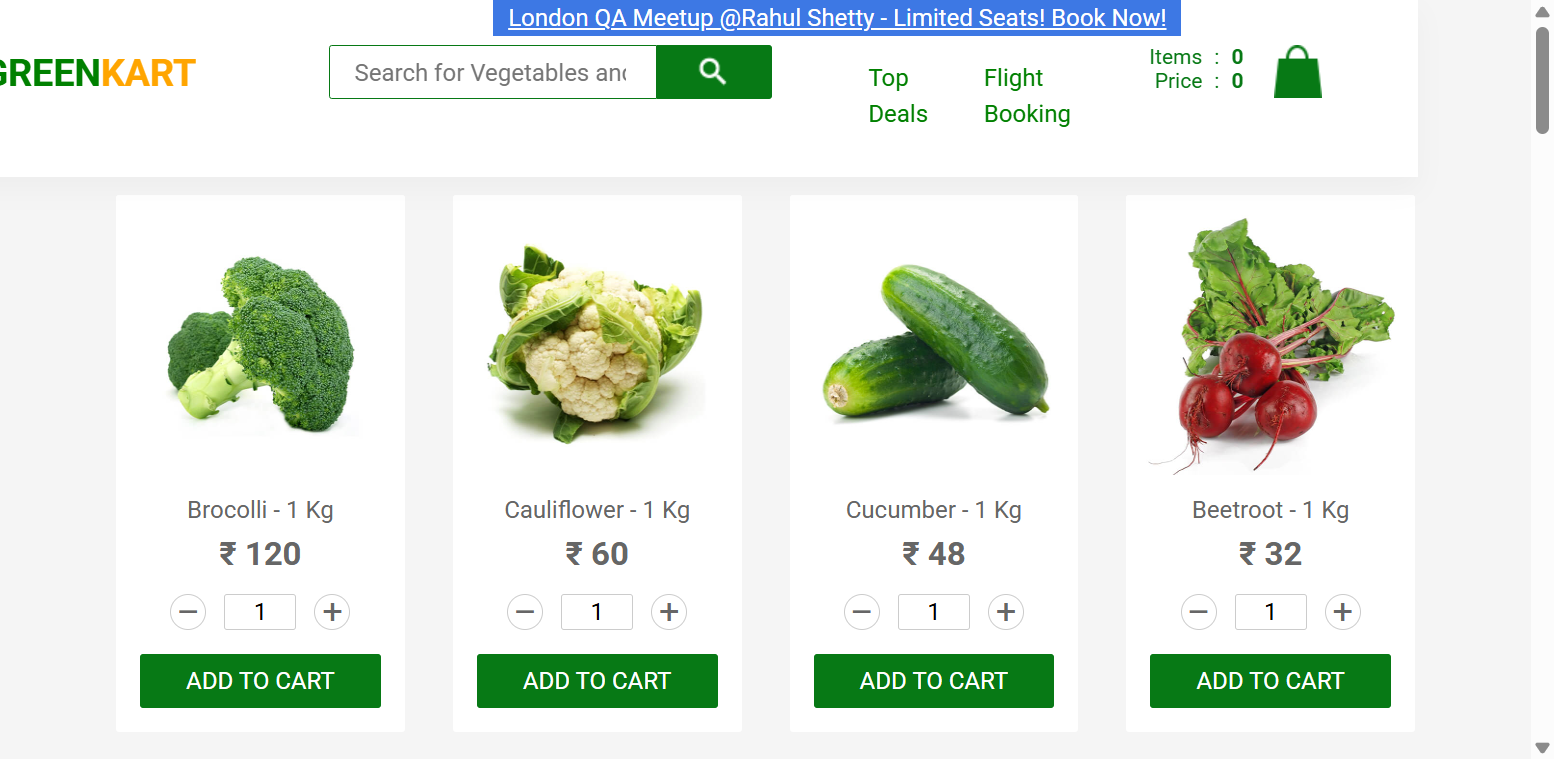 London QA Meetup @Rahul Shetty - Limited Seats! Book Now!
GREENKART
Search for Vegetables and
Top
Deals
Flight
Booking
Items : 0
Price : 0
Brocolli - 1 Kg
₹ 120
− 1 +
ADD TO CART
Cauliflower - 1 Kg
₹ 60
− 1 +
ADD TO CART
Cucumber - 1 Kg
₹ 48
− 1 +
ADD TO CART
Beetroot - 1 Kg
₹ 32
− 1 +
ADD TO CART